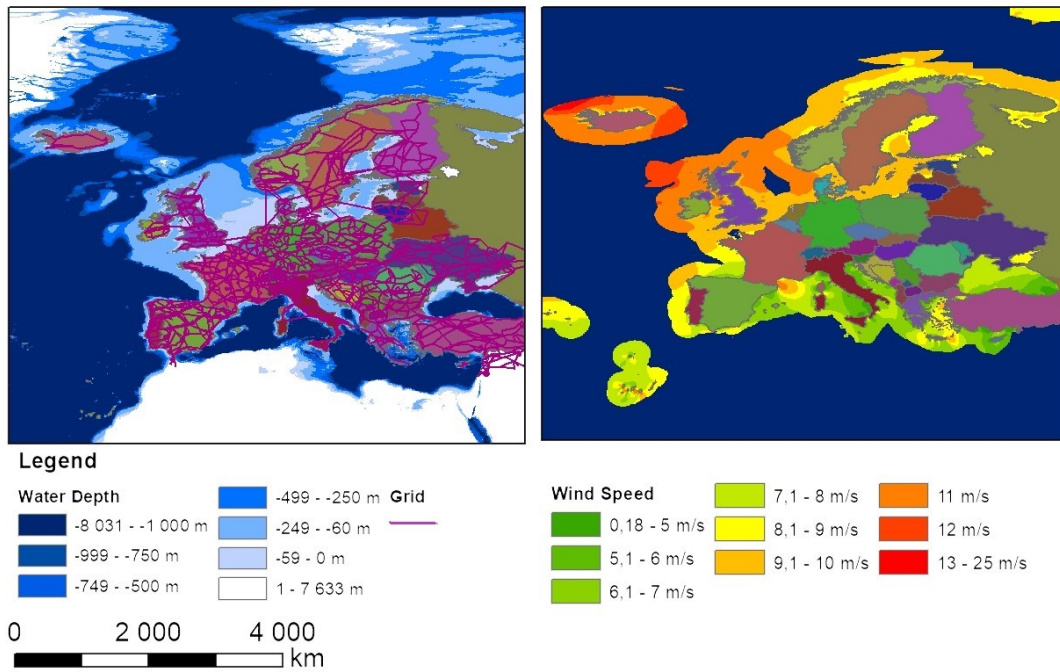 Legend
Water Depth
-8 031 - -1 000 m
-999 - -750 m
-749 - -500 m
-499 - -250 m
-249 - -60 m
-59 - 0 m
1 - 7 633 m
Grid
0 2 000 4 000
km
Wind Speed
0,18 - 5 m/s
5,1 - 6 m/s
6,1 - 7 m/s
7,1 - 8 m/s
8,1 - 9 m/s
9,1 - 10 m/s
11 m/s
12 m/s
13 - 25 m/s